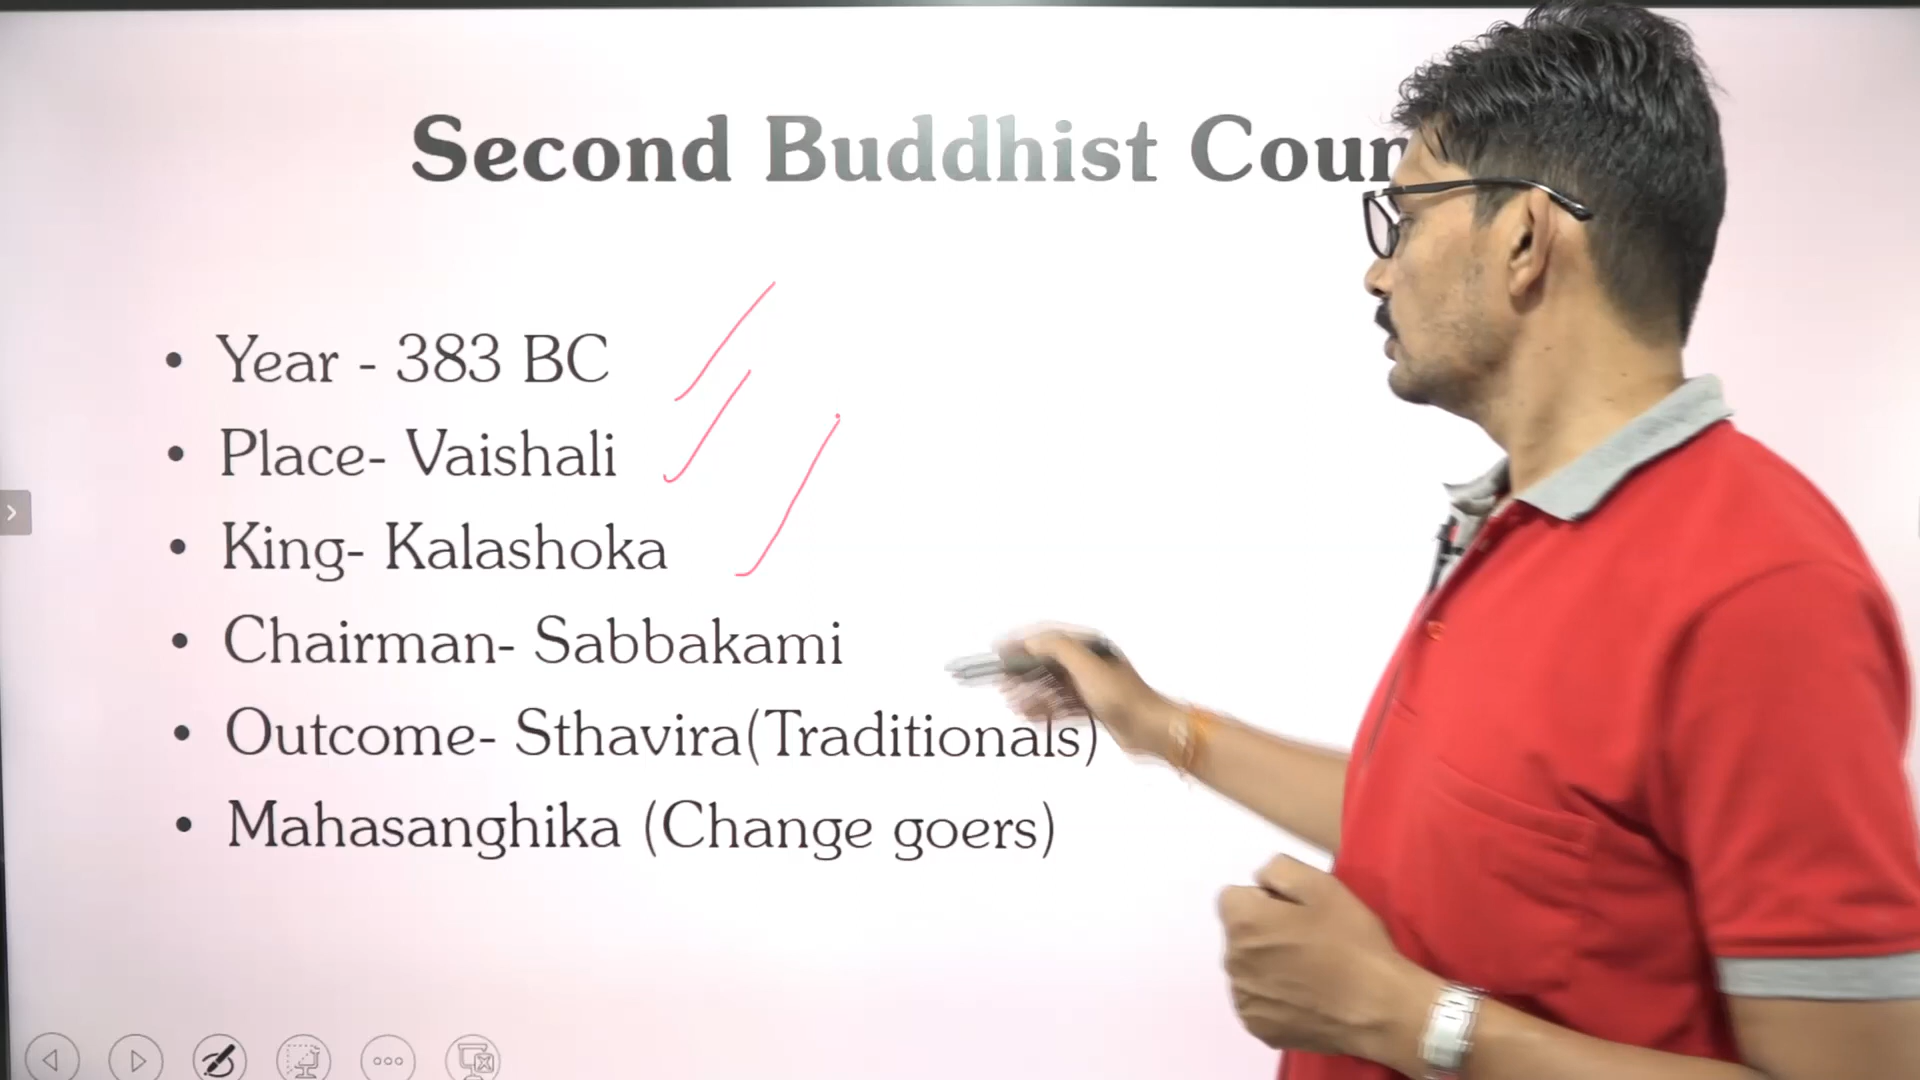 Second Buddhist Coun
• Year - 383 BC
• Place- Vaishali
• King- Kalashoka
• Chairman- Sabbakami
• Outcome- Sthavira(Traditionals)
• Mahasanghika (Change goers)